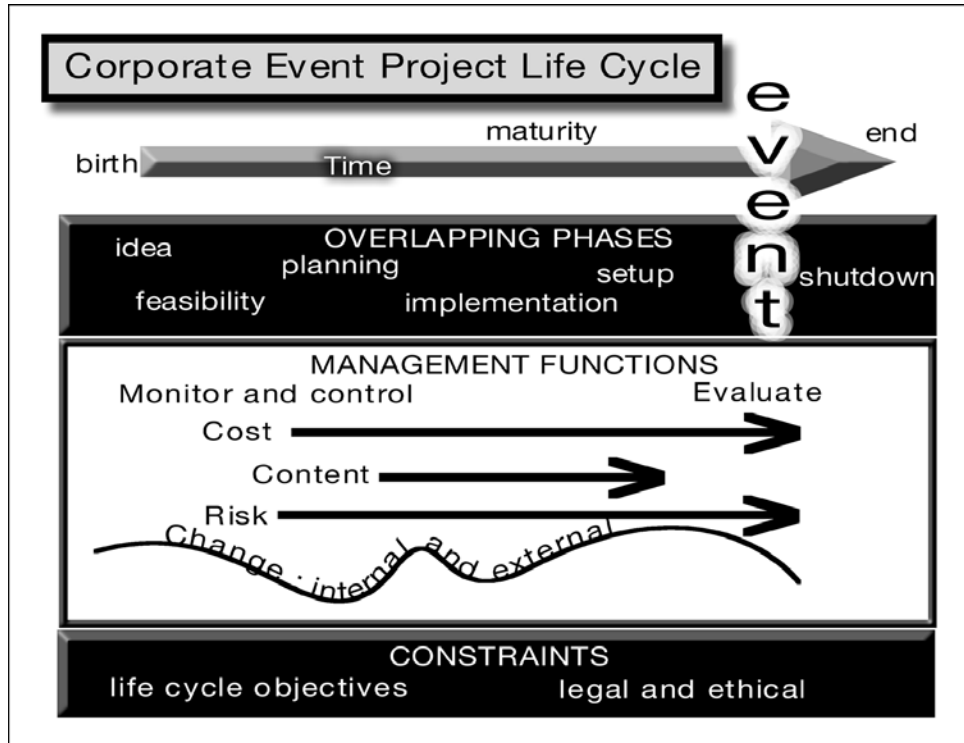 Corporate Event Project Life Cycle
event
maturity
end
birth
Time
OVERLAPPING PHASES
idea
planning
setup
shutdown
feasibility
implementation
MANAGEMENT FUNCTIONS
Monitor and control
Evaluate
Cost
Content
Risk
Change : internal and external
CONSTRAINTS
life cycle objectives
legal and ethical